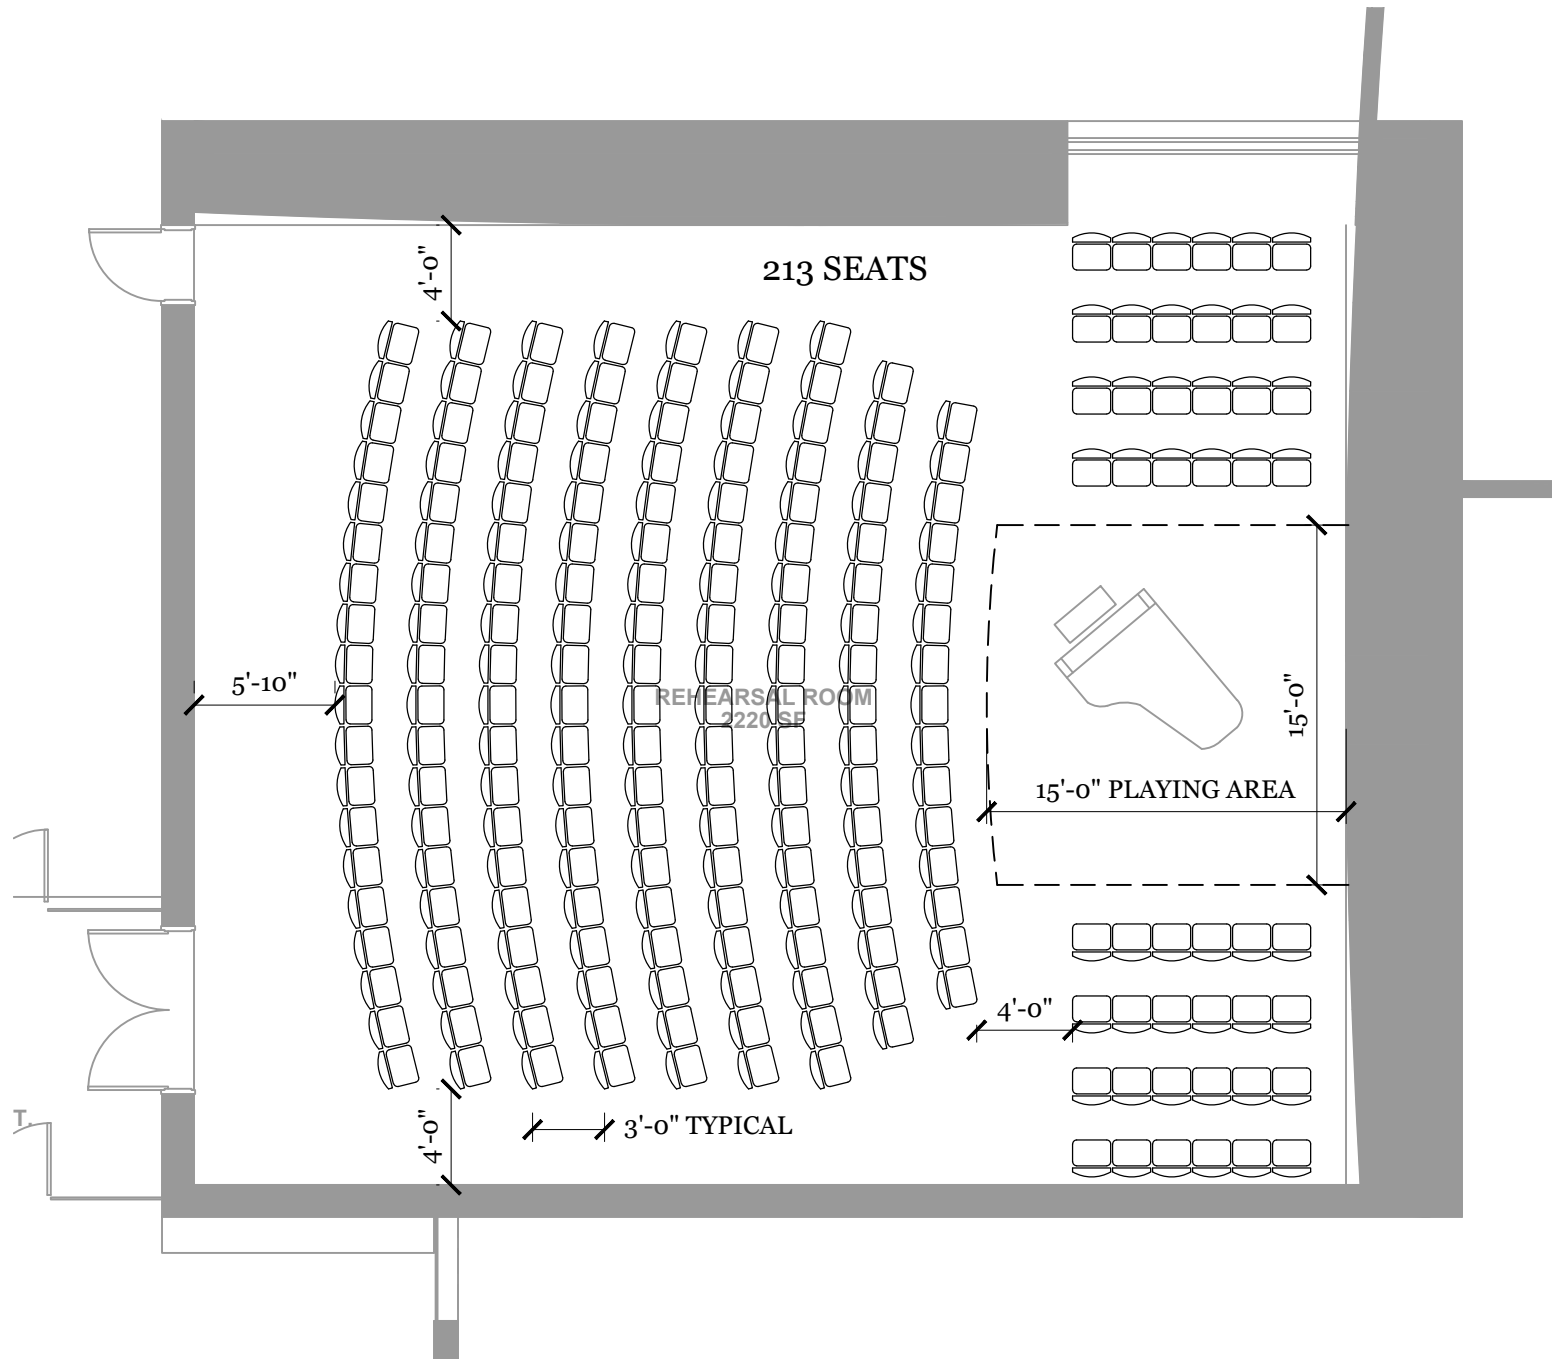 213 SEATS
4'-0"
5'-10"
REHEARSAL ROOM
2220 SF
15'-0"
15'-0" PLAYING AREA
4'-0"
T.
3'-0" TYPICAL
4'-0"